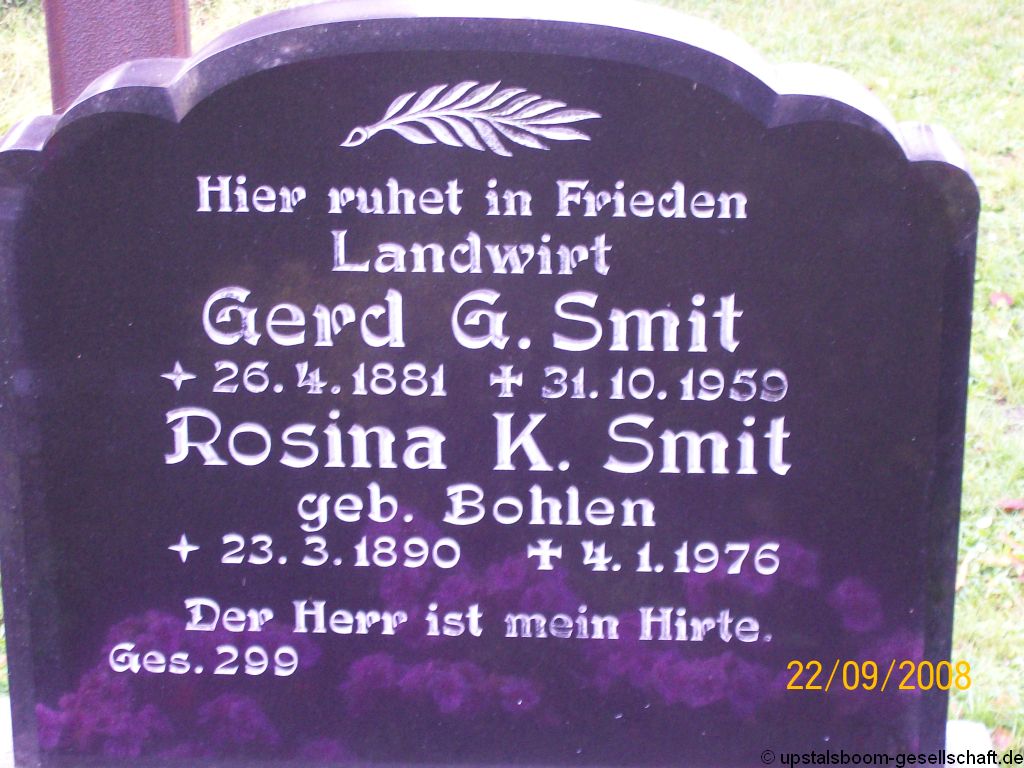 Hier ruhet in Frieden
Landwirt
Gerd G. Smit
26.4.1881 31.10.1959
Rosina K. Smit
geb. Bohlen
23.3.1890 4.1.1976
Der Herr ist mein Hirte.
Ges. 299
22/09/2008
© upstalsboom-gesellschaft.de